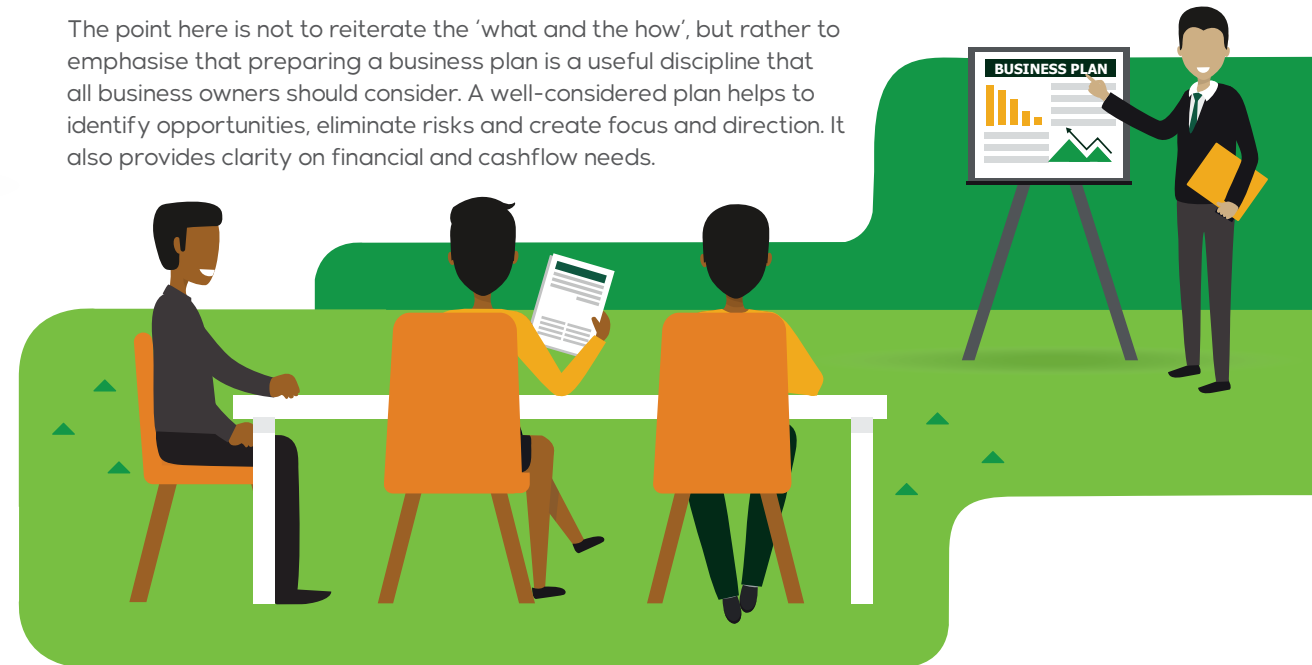 The point here is not to reiterate the ‘what and the how’, but rather to
emphasise that preparing a business plan is a useful discipline that
all business owners should consider. A well-considered plan helps to
identify opportunities, eliminate risks and create focus and direction. It
also provides clarity on financial and cashflow needs.
BUSINESS PLAN